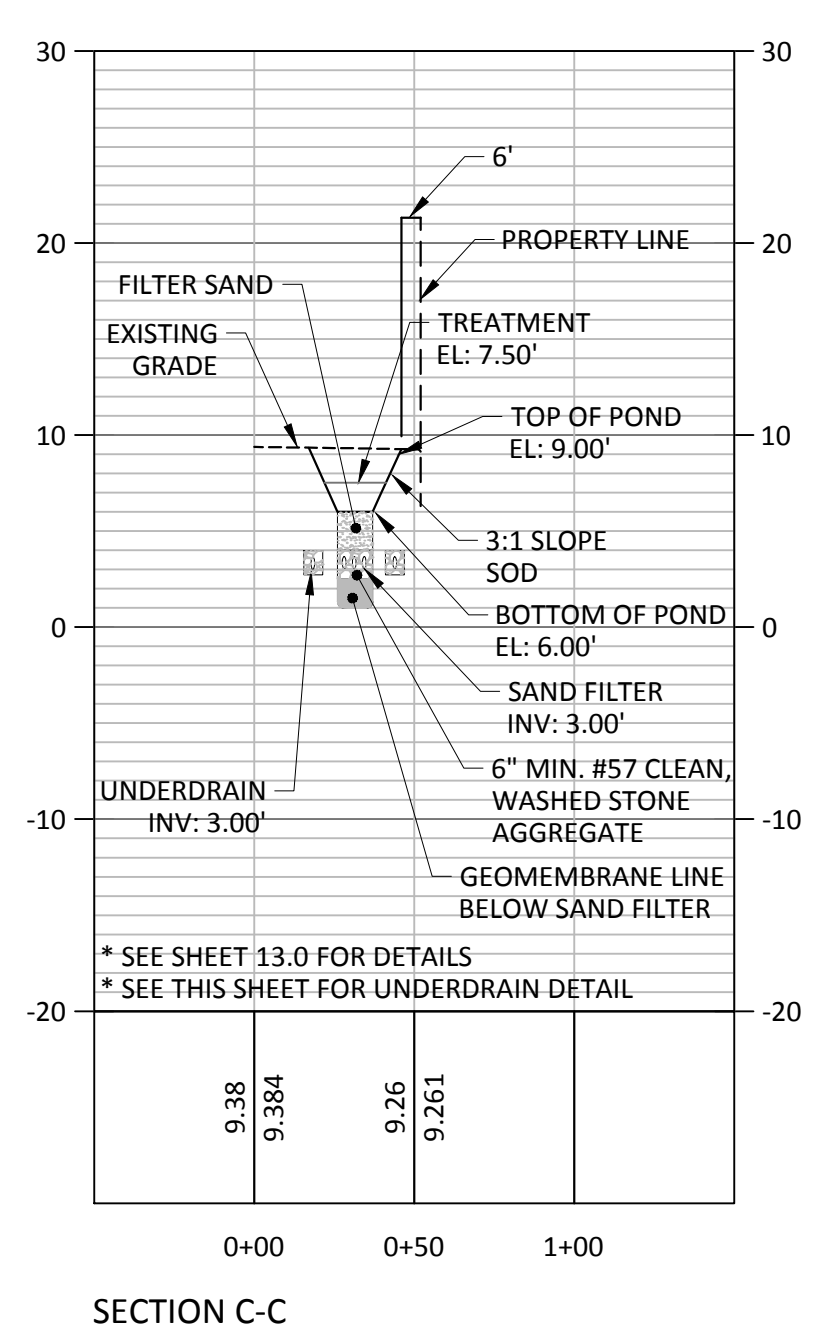 30
30
6'
20
PROPERTY LINE
20
FILTER SAND
TREATMENT
EL: 7.50'
EXISTING
GRADE
10
TOP OF POND
EL: 9.00'
10
3:1 SLOPE
SOD
0
BOTTOM OF POND
EL: 6.00'
0
SAND FILTER
INV: 3.00'
6" MIN. #57 CLEAN,
WASHED STONE
AGGREGATE
UNDERDRAIN
INV: 3.00'
-10
-10
GEOMEMBRANE LINE
BELOW SAND FILTER
* SEE SHEET 13.0 FOR DETAILS
* SEE THIS SHEET FOR UNDERDRAIN DETAIL
-20
-20
9.38
9.384
9.26
9.261
0+00
0+50
1+00
SECTION C-C